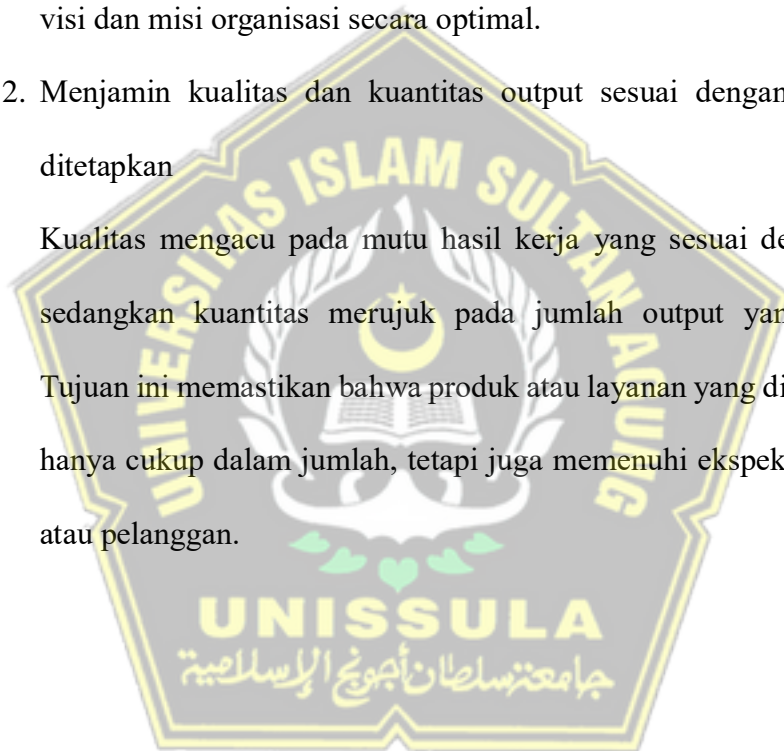 visi dan misi organisasi secara optimal.
2. Menjamin kualitas dan kuantitas output sesuai dengan
ditetapkan
Kualitas mengacu pada mutu hasil kerja yang sesuai de
sedangkan kuantitas merujuk pada jumlah output yan
Tujuan ini memastikan bahwa produk atau layanan yang di
hanya cukup dalam jumlah, tetapi juga memenuhi ekspek
atau pelanggan.
UNIVERSITAS ISLAM SULTAN AGUNG
UNISSULA
جامعة سلطان أجونج الإسلامية